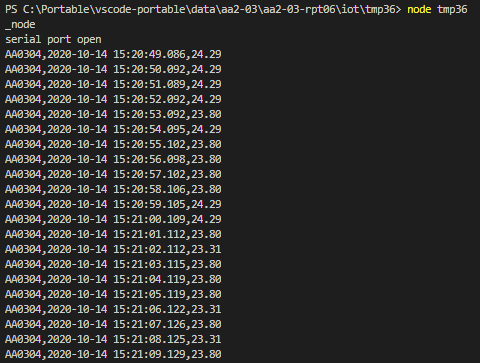 PS C:\Portable\vscode-portable\data\aa2-03\aa2-03-rpt06\iot\tmp36> node tmp36
_node
serial port open
AA0304,2020-10-14 15:20:49.086,24.29
AA0304,2020-10-14 15:20:50.092,24.29
AA0304,2020-10-14 15:20:51.089,24.29
AA0304,2020-10-14 15:20:52.092,24.29
AA0304,2020-10-14 15:20:53.092,23.80
AA0304,2020-10-14 15:20:54.095,24.29
AA0304,2020-10-14 15:20:55.102,23.80
AA0304,2020-10-14 15:20:56.098,23.80
AA0304,2020-10-14 15:20:57.102,23.80
AA0304,2020-10-14 15:20:58.106,23.80
AA0304,2020-10-14 15:20:59.105,24.29
AA0304,2020-10-14 15:21:00.109,24.29
AA0304,2020-10-14 15:21:01.112,23.80
AA0304,2020-10-14 15:21:02.112,23.31
AA0304,2020-10-14 15:21:03.115,23.80
AA0304,2020-10-14 15:21:04.119,23.80
AA0304,2020-10-14 15:21:05.119,23.80
AA0304,2020-10-14 15:21:06.122,23.31
AA0304,2020-10-14 15:21:07.126,23.80
AA0304,2020-10-14 15:21:08.125,23.31
AA0304,2020-10-14 15:21:09.129,23.80